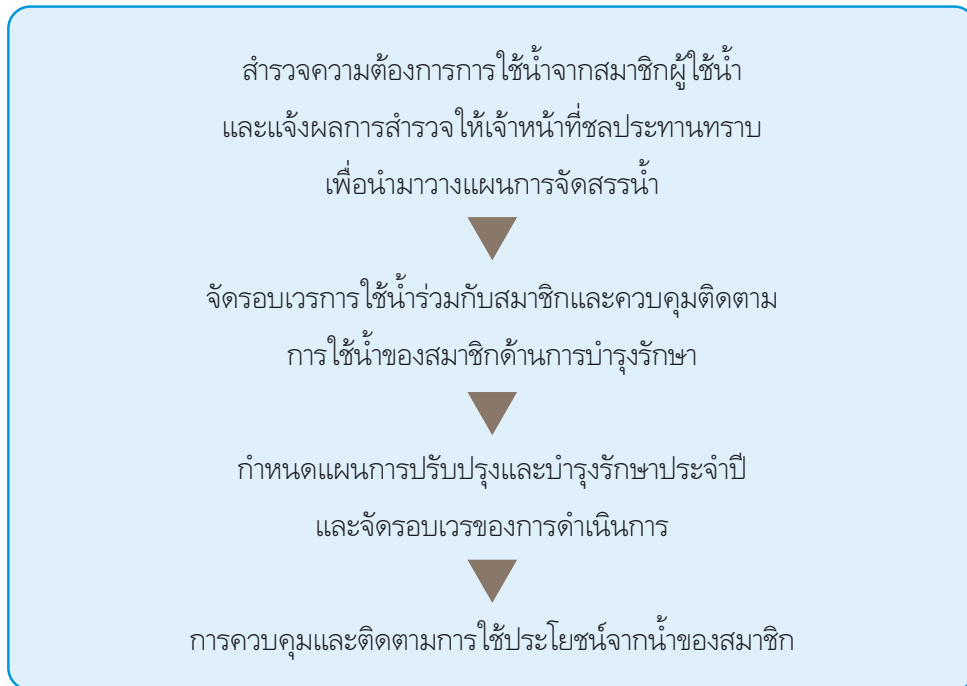 สำรวจความต้องการการใช้น้ำจากสมาชิกผู้ใช้น้ำ
และแจ้งผลการสำรวจให้เจ้าหน้าที่ชลประทานทราบ
เพื่อนำมาวางแผนการจัดสรรน้ำ
จัดรอบเวรการใช้น้ำร่วมกับสมาชิกและควบคุมติดตาม
การใช้น้ำของสมาชิกด้านการบำรุงรักษา
กำหนดแผนการปรับปรุงและบำรุงรักษาประจำปี
และจัดรอบเวรของการดำเนินการ
การควบคุมและติดตามการใช้ประโยชน์จากน้ำของสมาชิก